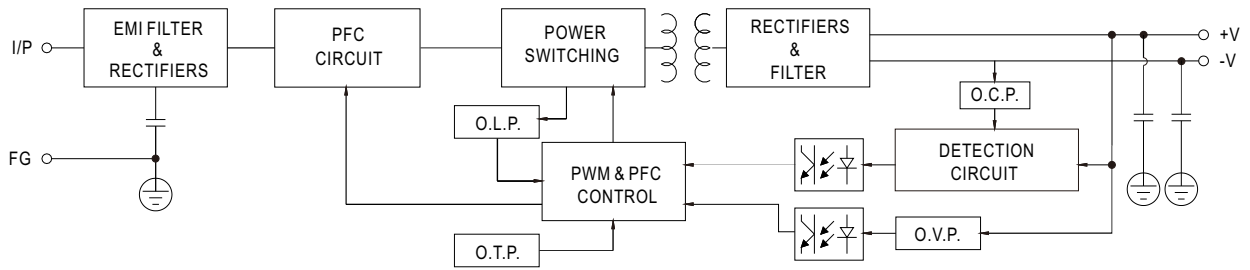 I/P
EMI FILTER
&
RECTIFIERS
PFC
CIRCUIT
POWER
SWITCHING
RECTIFIERS
&
FILTER
+V
-V
O.C.P.
O.L.P.
FG
PWM & PFC
CONTROL
DETECTION
CIRCUIT
O.T.P.
O.V.P.